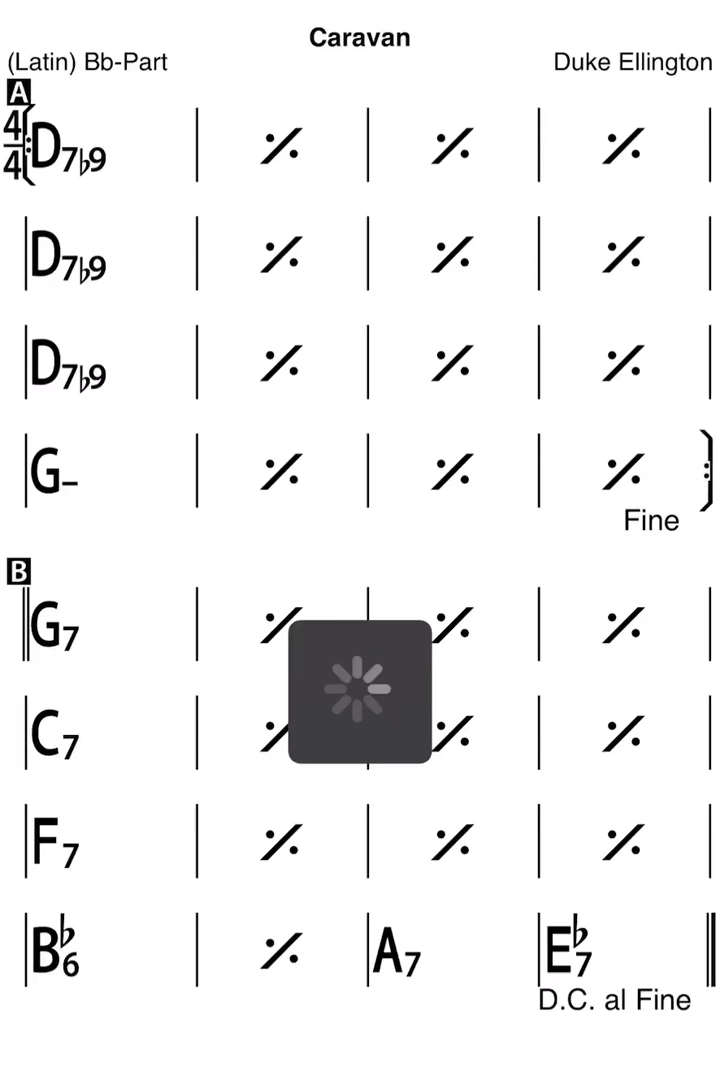 Caravan
(Latin) Bb-Part Duke Ellington
A
4/4 D7♭9 𝄎 𝄎 𝄎
D7♭9 𝄎 𝄎 𝄎
D7♭9 𝄎 𝄎 𝄎
G– 𝄎 𝄎 𝄎
Fine
B
G7 𝄎 𝄎 𝄎
C7 𝄎 𝄎 𝄎
F7 𝄎 𝄎 𝄎
B♭6 𝄎 A7 E♭7
D.C. al Fine